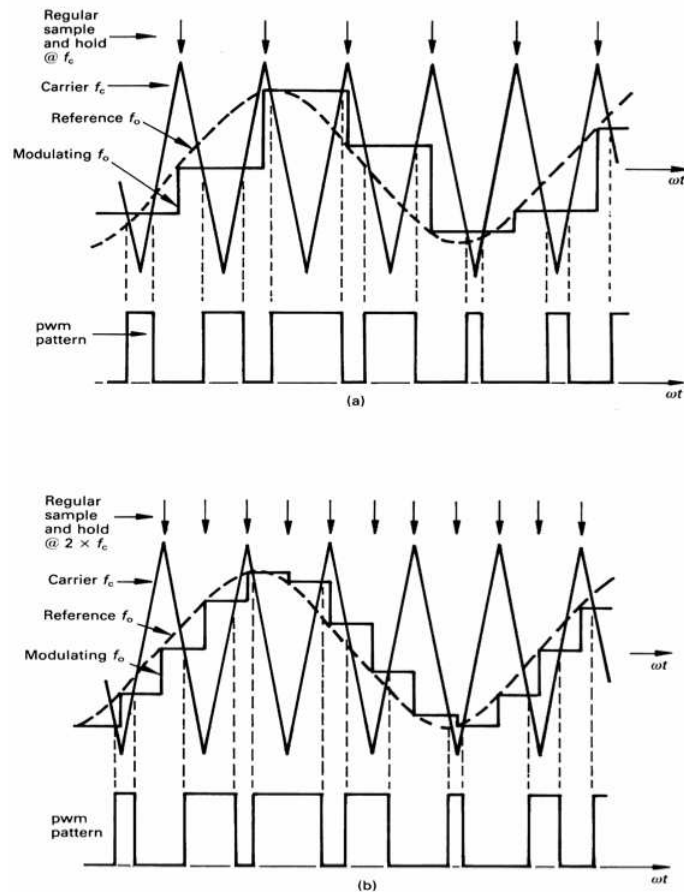 Regular
sample
and hold
@ fc
Carrier fc
Reference fo
Modulating fo
ωt
pwm
pattern
ωt
(a)
Regular
sample
and hold
@ 2 × fc
Carrier fc
Reference fo
Modulating fo
ωt
pwm
pattern
ωt
(b)